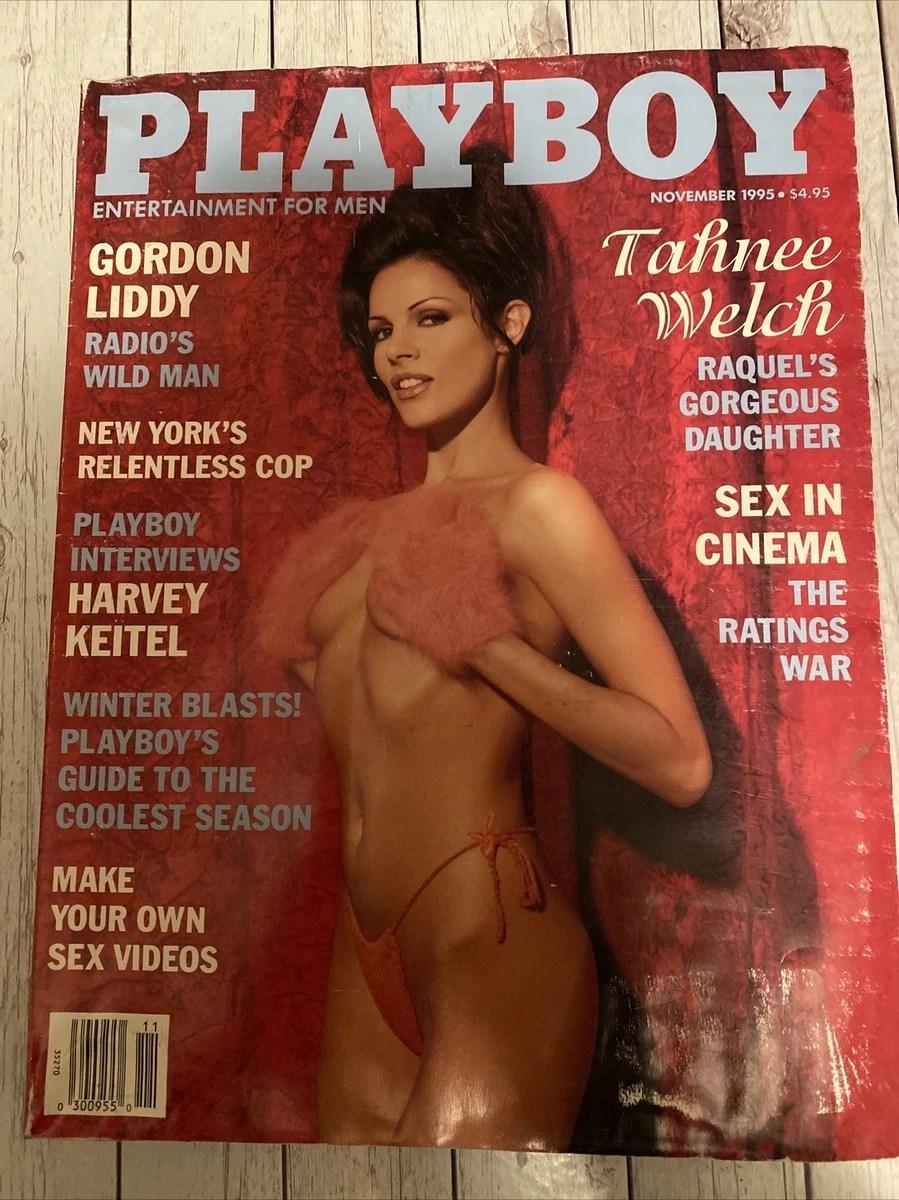 PLAYBOY
ENTERTAINMENT FOR MEN
NOVEMBER 1995 • $4.95
GORDON
LIDDY
RADIO'S
WILD MAN
NEW YORK'S
RELENTLESS COP
PLAYBOY
INTERVIEWS
HARVEY
KEITEL
WINTER BLASTS!
PLAYBOY'S
GUIDE TO THE
COOLEST SEASON
MAKE
YOUR OWN
SEX VIDEOS
Tahnee
Welch
RAQUEL'S
GORGEOUS
DAUGHTER
SEX IN
CINEMA
THE
RATINGS
WAR
11
35270
0 300955 0